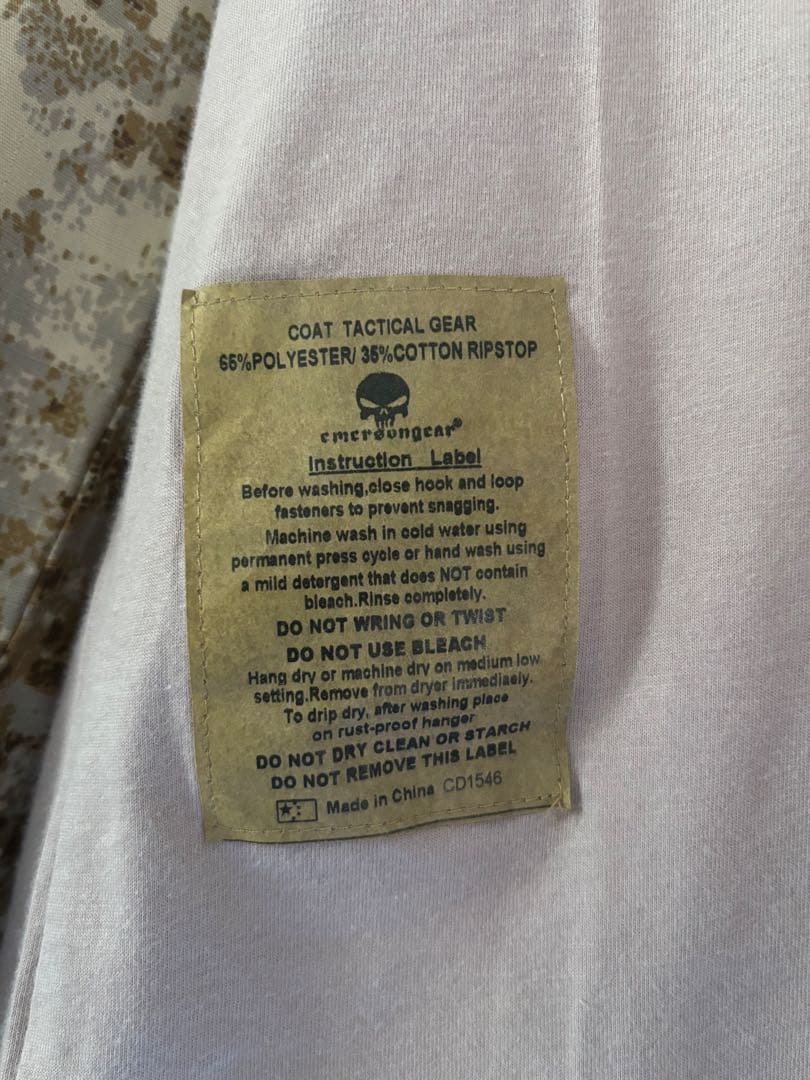 COAT TACTICAL GEAR
65%POLYESTER/ 35%COTTON RIPSTOP
emersongear®
Instruction Label
Before washing,close hook and loop
fasteners to prevent snagging.
Machine wash in cold water using
permanent press cycle or hand wash using
a mild detergent that does NOT contain
bleach.Rinse completely.
DO NOT WRING OR TWIST
DO NOT USE BLEACH
Hang dry or machine dry on medium low
setting.Remove from dryer immediaely.
To drip dry, after washing place
on rust-proof hanger
DO NOT DRY CLEAN OR STARCH
DO NOT REMOVE THIS LABEL
Made in China CD1546